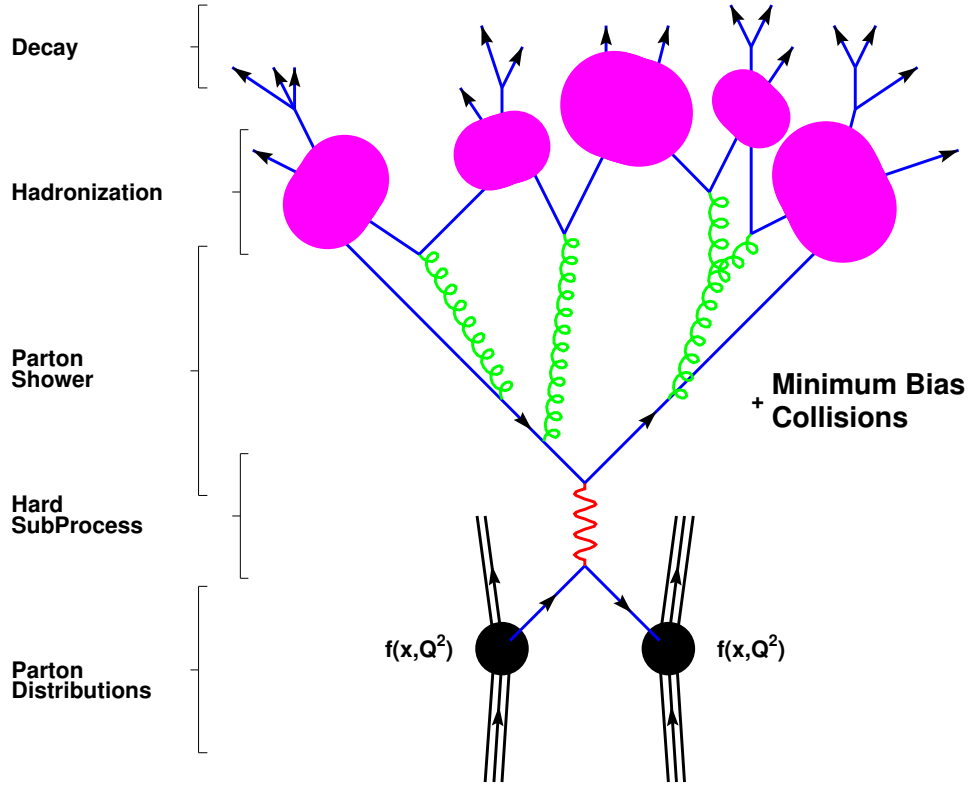 Decay
Hadronization
Parton
Shower
+ Minimum Bias
Collisions
Hard
SubProcess
f(x,Q²)
f(x,Q²)
Parton
Distributions